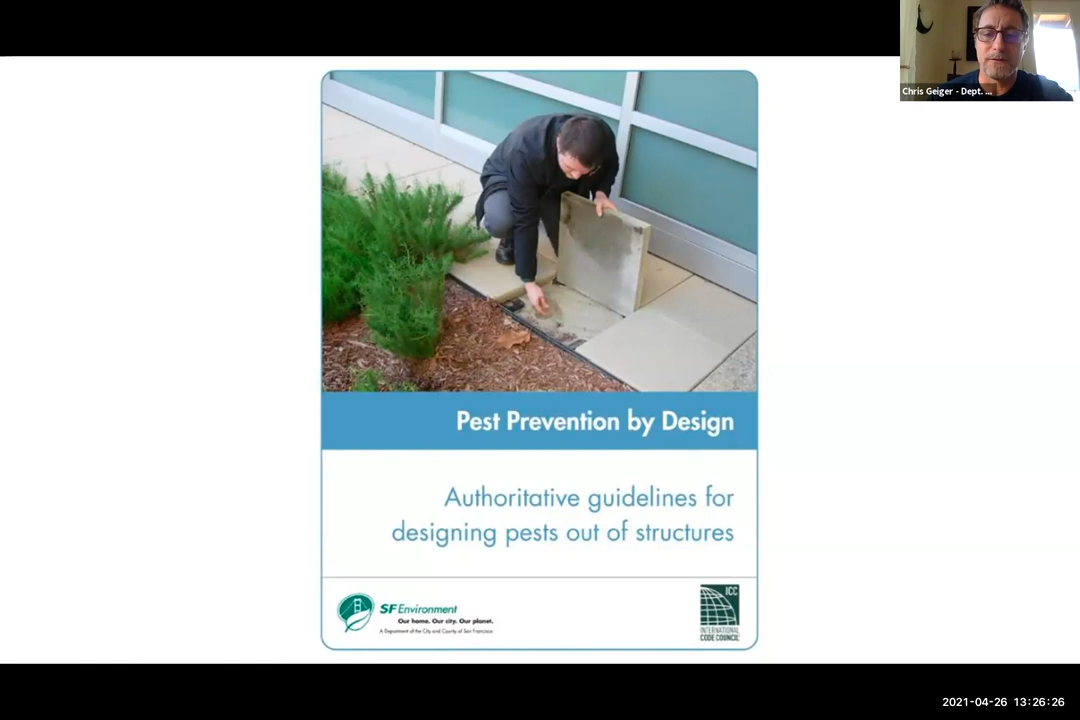 Chris Geiger - Dept. ...
Pest Prevention by Design
Authoritative guidelines for
designing pests out of structures
SF Environment
Our home. Our city. Our planet.
A Department of the City and County of San Francisco
ICC
INTERNATIONAL
CODE COUNCIL
2021-04-26 13:26:26